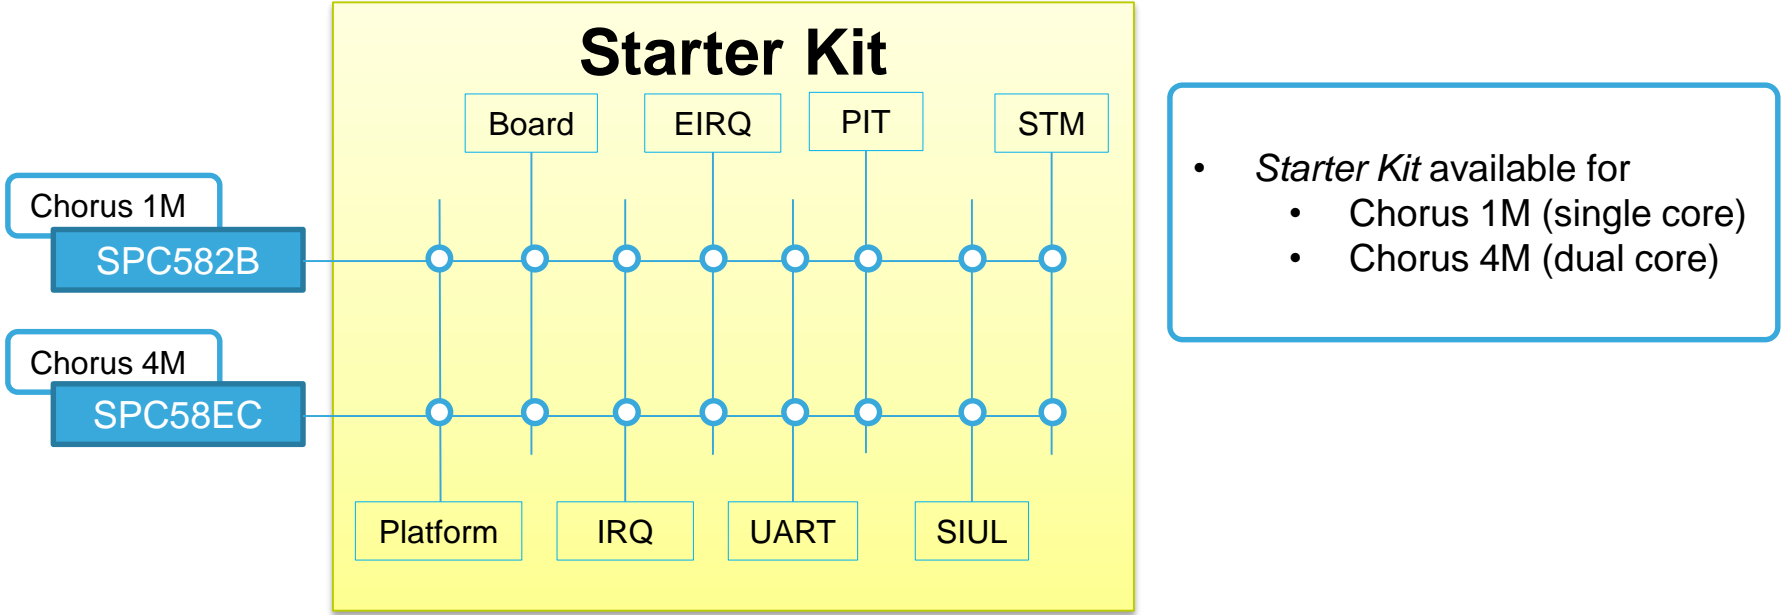 Starter Kit
Board
EIRQ
PIT
STM
Chorus 1M
SPC582B
Chorus 4M
SPC58EC
Platform
IRQ
UART
SIUL
• Starter Kit available for
• Chorus 1M (single core)
• Chorus 4M (dual core)